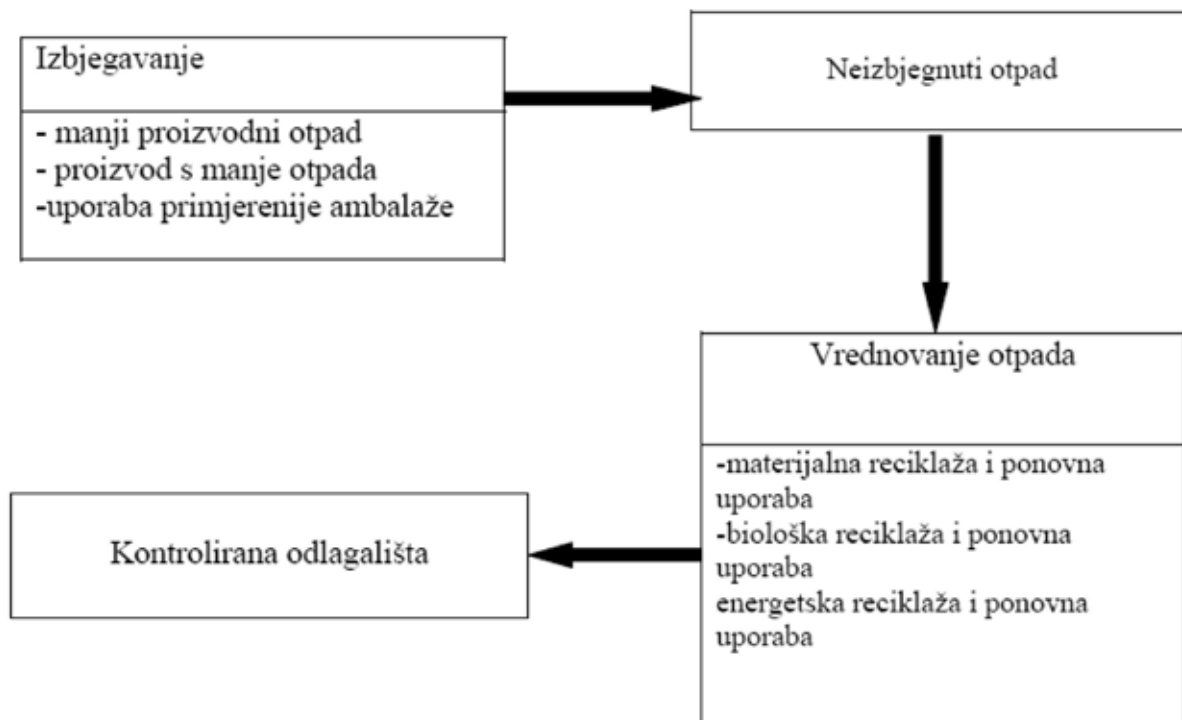 Izbjegavanje
- manji proizvodni otpad
- proizvod s manje otpada
-uporaba primjerenije ambalaže
Neizbjegnuti otpad
Vrednovanje otpada
-materijalna reciklaža i ponovna
uporaba
-biološka reciklaža i ponovna
uporaba
energetska reciklaža i ponovna
uporaba
Kontrolirana odlagališta